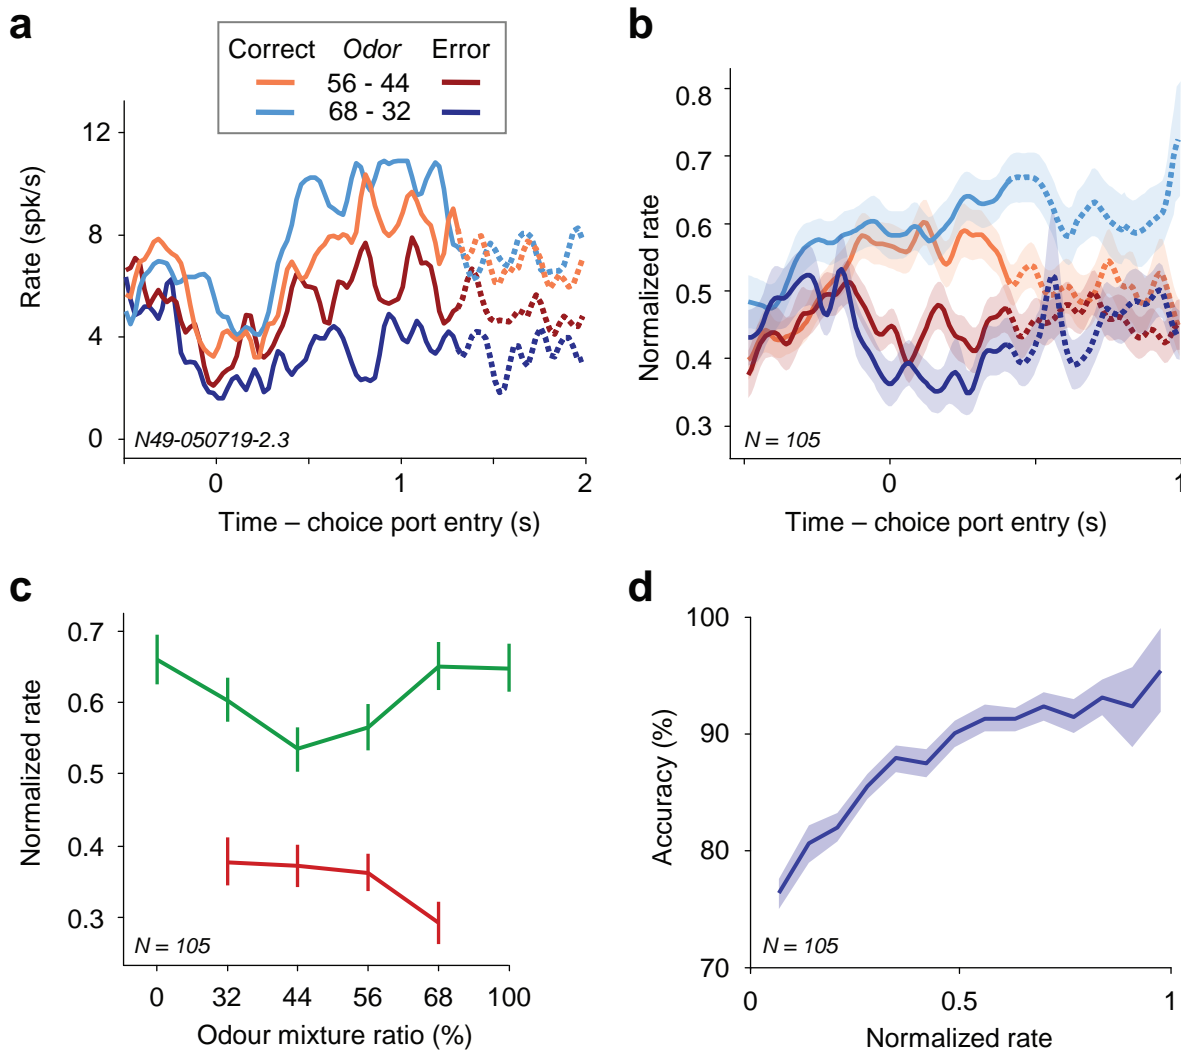 a
Correct Odor Error
56 - 44
68 - 32
Rate (spk/s)
12
8
4
0
N49-050719-2.3
0 1 2
Time – choice port entry (s)
b
Normalized rate
0.8
0.7
0.6
0.5
0.4
0.3
N = 105
0 1
Time – choice port entry (s)
c
Normalized rate
0.7
0.6
0.5
0.4
0.3
N = 105
0 32 44 56 68 100
Odour mixture ratio (%)
d
Accuracy (%)
100
90
80
70
N = 105
0 0.5 1
Normalized rate